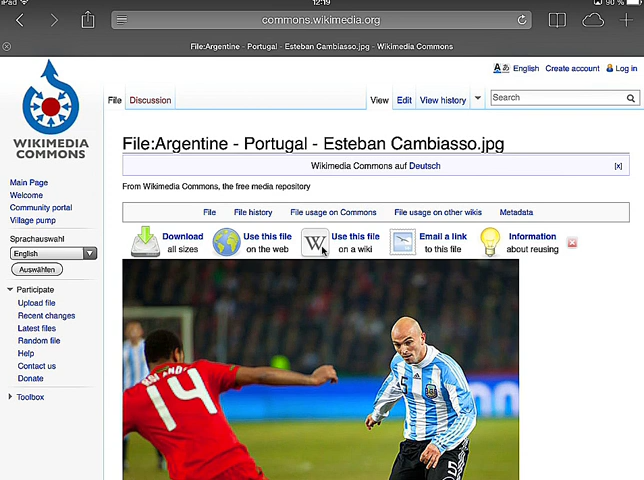 iPad
12:19
90 %
commons.wikimedia.org
File:Argentine - Portugal - Esteban Cambiasso.jpg - Wikimedia Commons
English Create account Log in
File Discussion View Edit View history Search
WIKIMEDIA
COMMONS
File:Argentine - Portugal - Esteban Cambiasso.jpg
Wikimedia Commons auf Deutsch [x]
From Wikimedia Commons, the free media repository
Main Page
Welcome
Community portal
Village pump
File File history File usage on Commons File usage on other wikis Metadata
Sprachauswahl
English
Auswählen
Download
all sizes
Use this file
on the web
W
Use this file
on a wiki
Email a link
to this file
Information
about reusing
Participate
Upload file
Recent changes
Latest files
Random file
Help
Contact us
Donate
Toolbox
14
5
5